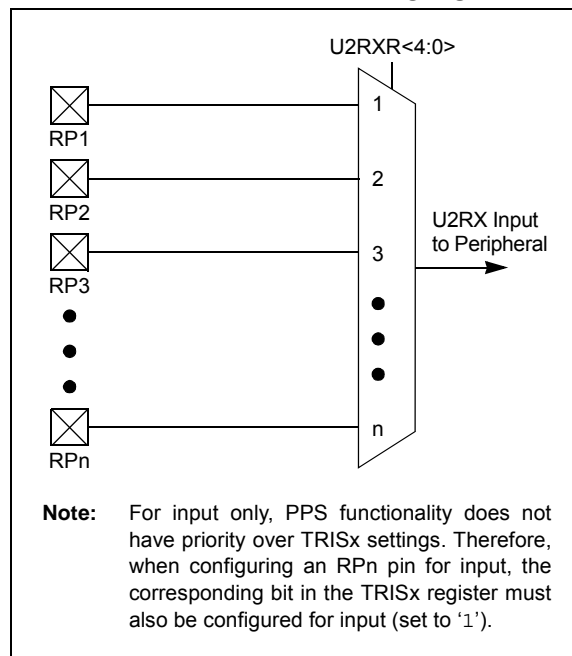 U2RXR<4:0>
RP1
1
RP2
2
RP3
3
U2RX Input
to Peripheral
RPn
n
Note: For input only, PPS functionality does not
have priority over TRISx settings. Therefore,
when configuring an RPn pin for input, the
corresponding bit in the TRISx register must
also be configured for input (set to ‘1’).